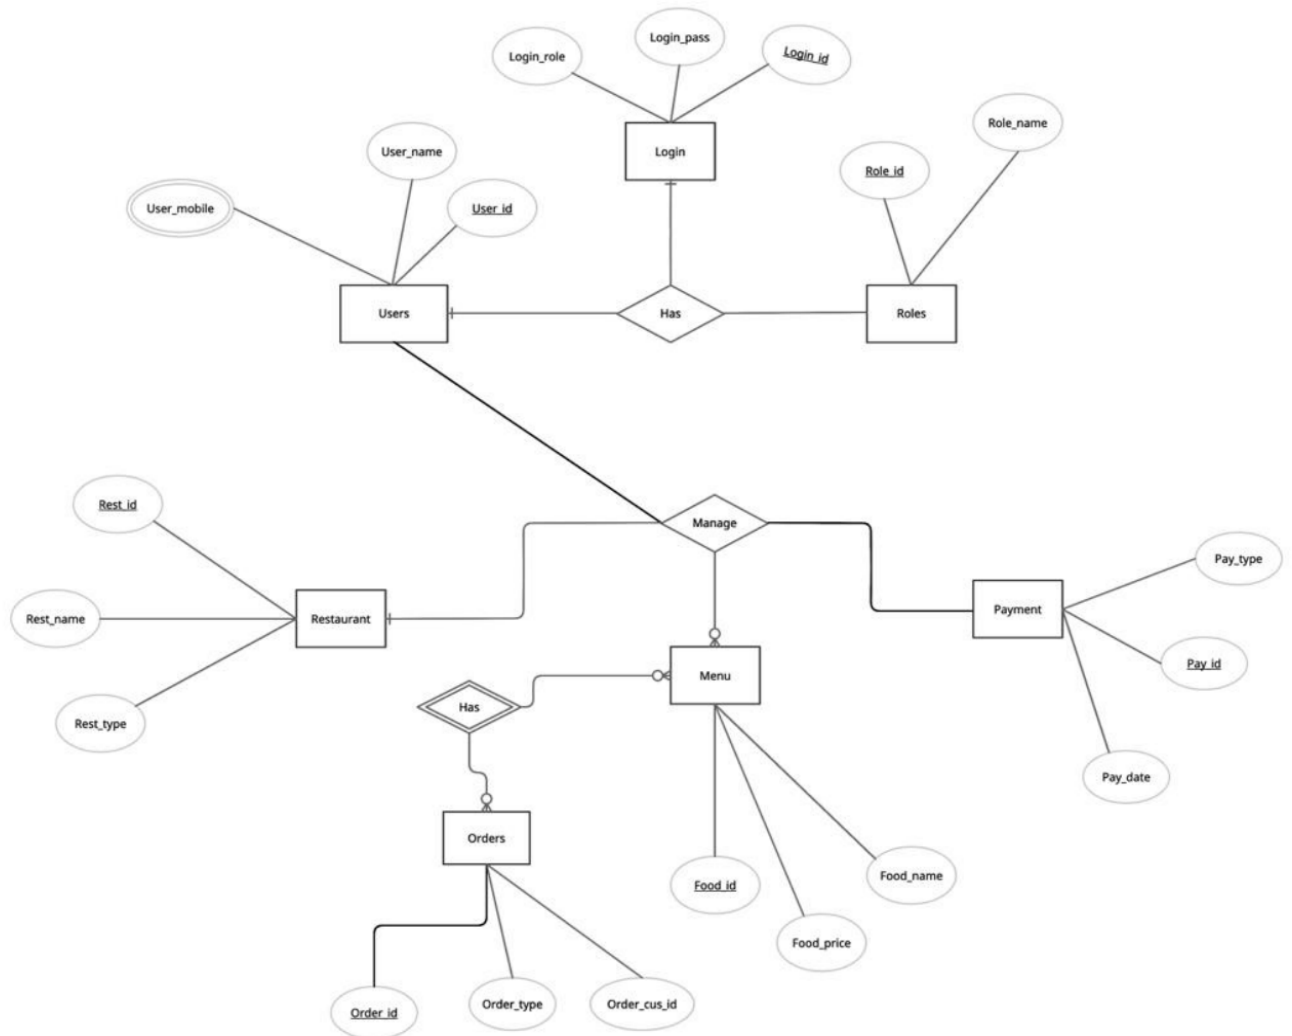 Login_pass
Login_role
Login_id
Role_name
User_name
Login
Role_id
User_mobile
User_id
Users
Has
Roles
Rest_id
Manage
Pay_type
Payment
Rest_name
Restaurant
Pay_id
Menu
Has
Rest_type
Pay_date
Orders
Food_name
Food_id
Food_price
Order_type
Order_cus_id
Order_id